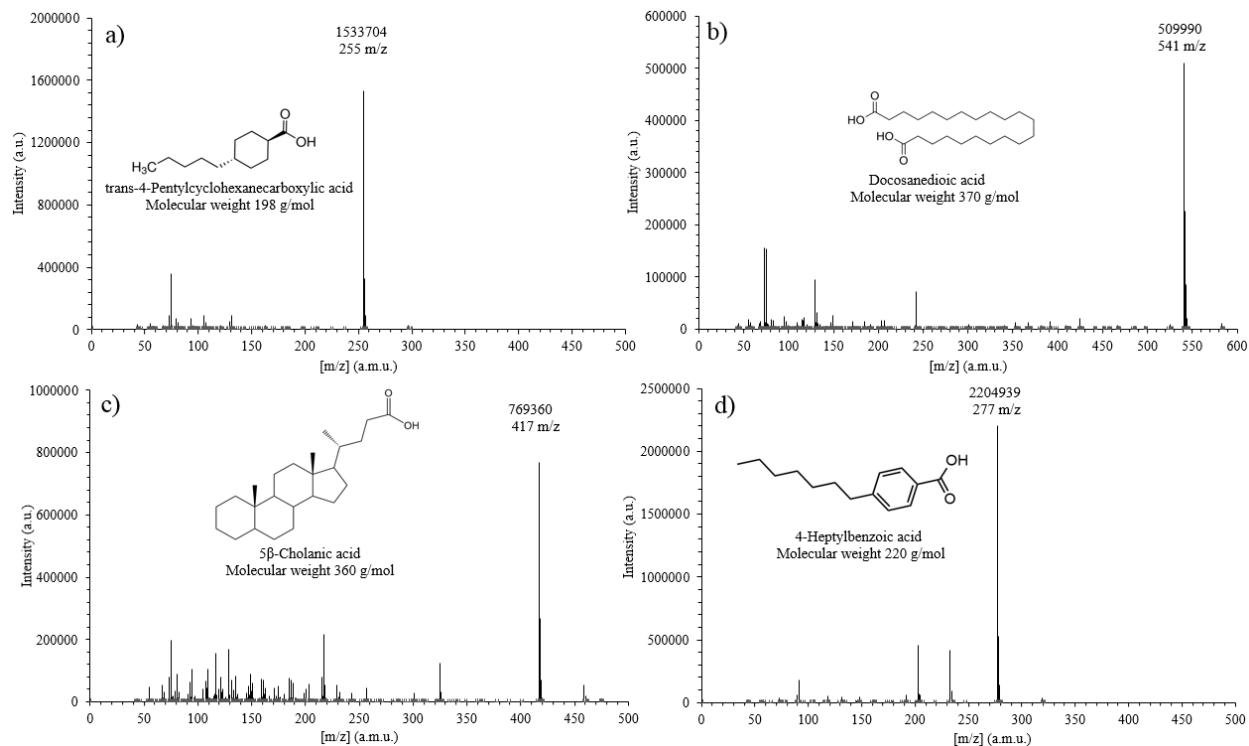 a)
1533704
255 m/z
Intensity (a.u.)
2000000
1600000
1200000
800000
400000
0
O
OH
H₃C
trans-4-Pentylcyclohexanecarboxylic acid
Molecular weight 198 g/mol
0 50 100 150 200 250 300 350 400 450 500
[m/z] (a.m.u.)
b)
509990
541 m/z
Intensity (a.u.)
600000
500000
400000
300000
200000
100000
0
O
HO
HO
O
Docosanedioic acid
Molecular weight 370 g/mol
0 50 100 150 200 250 300 350 400 450 500 550 600
[m/z] (a.m.u.)
c)
769360
417 m/z
Intensity (a.u.)
1000000
800000
600000
400000
200000
0
O
OH
5β-Cholanic acid
Molecular weight 360 g/mol
0 50 100 150 200 250 300 350 400 450 500
[m/z] (a.m.u.)
d)
2204939
277 m/z
Intensity (a.u.)
2500000
2000000
1500000
1000000
500000
0
OH
O
4-Heptylbenzoic acid
Molecular weight 220 g/mol
0 50 100 150 200 250 300 350 400 450 500
[m/z] (a.m.u.)